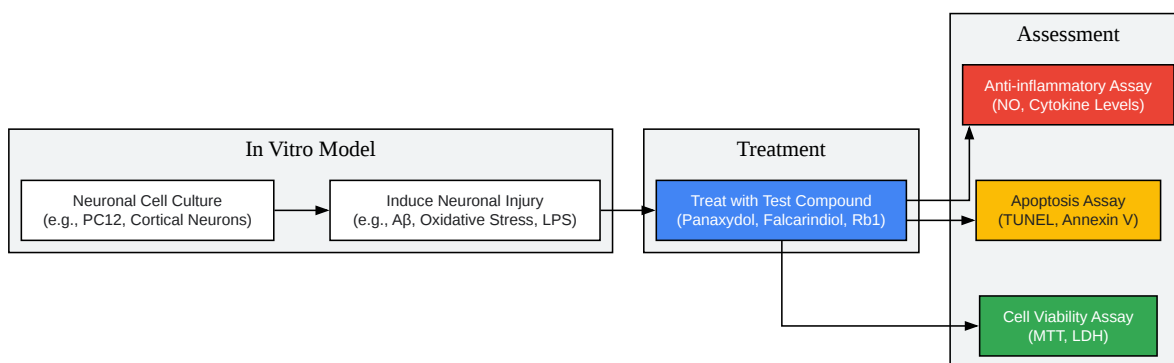 In Vitro Model
Neuronal Cell Culture
(e.g., PC12, Cortical Neurons)
Induce Neuronal Injury
(e.g., Aβ, Oxidative Stress, LPS)
Treatment
Treat with Test Compound
(Panaxydol, Falcarindiol, Rb1)
Assessment
Anti-inflammatory Assay
(NO, Cytokine Levels)
Apoptosis Assay
(TUNEL, Annexin V)
Cell Viability Assay
(MTT, LDH)